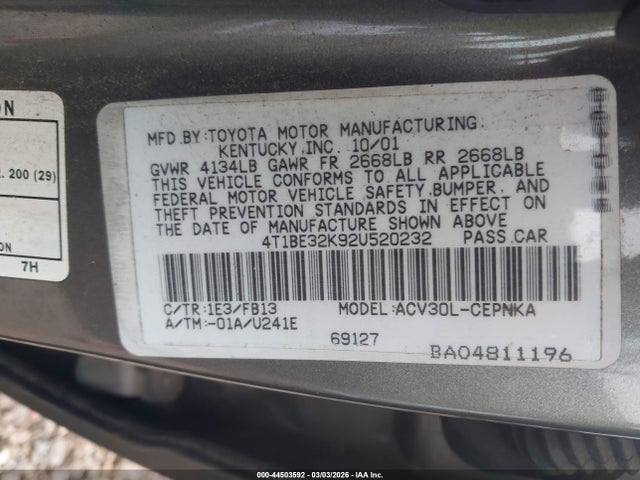 ON
. 200 (29)
ON
7H
MFD.BY:TOYOTA MOTOR MANUFACTURING.
KENTUCKY,INC. 10/01
GVWR 4134LB GAWR FR 2668LB RR 2668LB
THIS VEHICLE CONFORMS TO ALL APPLICABLE
FEDERAL MOTOR VEHICLE SAFETY,BUMPER, AND
THEFT PREVENTION STANDARDS IN EFFECT ON
THE DATE OF MANUFACTURE SHOWN ABOVE
4T1BE32K92U520232 PASS.CAR
C/TR:1E3/FB13 MODEL:ACV30L-CEPNKA
A/TM:-01A/U241E
69127 BA04811196
000-44503592 - 03/03/2026 - IAA Inc.